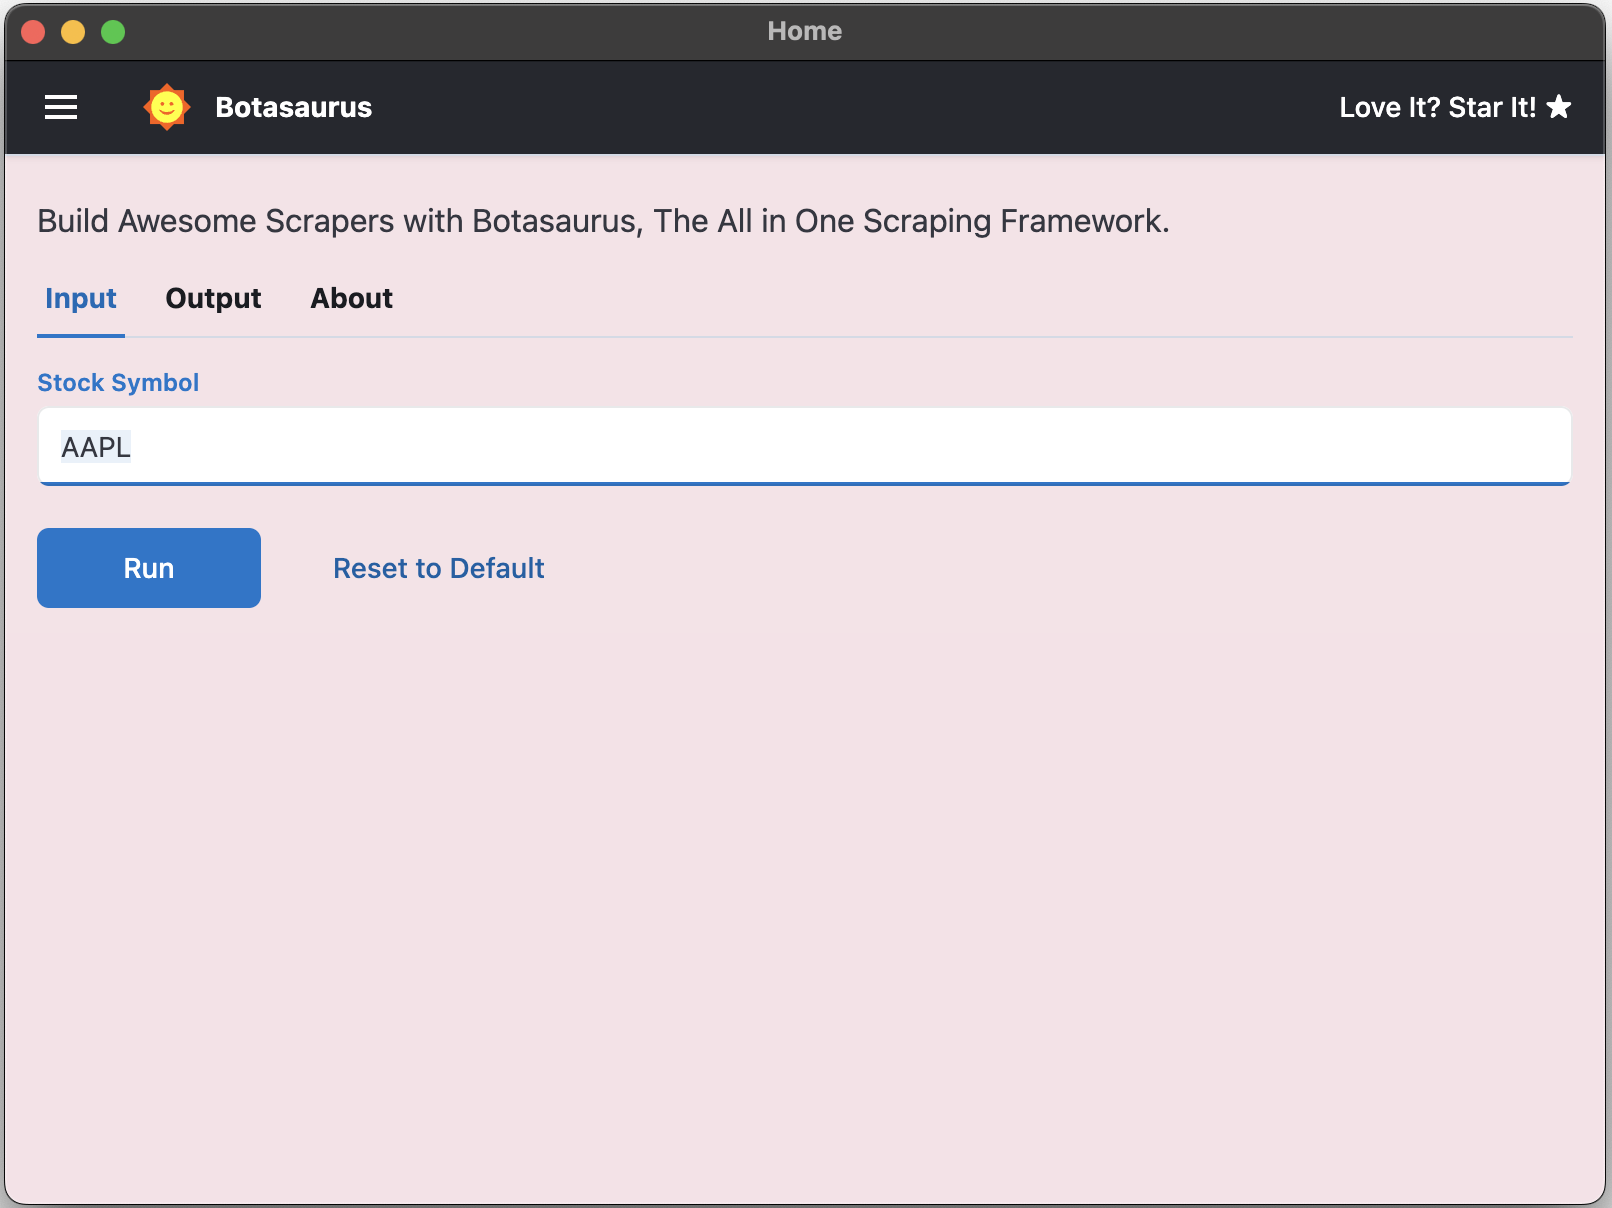 Home
Botasaurus
Love It? Star It!
Build Awesome Scrapers with Botasaurus, The All in One Scraping Framework.
Input Output About
Stock Symbol
AAPL
Run Reset to Default